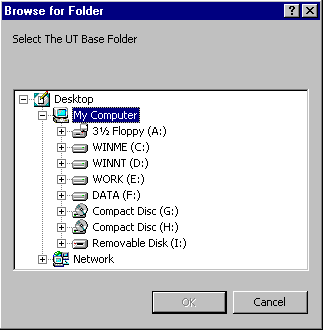 Browse for Folder
Select The UT Base Folder
Desktop
My Computer
3½ Floppy (A:)
WINME (C:)
WINNT (D:)
WORK (E:)
DATA (F:)
Compact Disc (G:)
Compact Disc (H:)
Removable Disk (I:)
Network
OK
Cancel